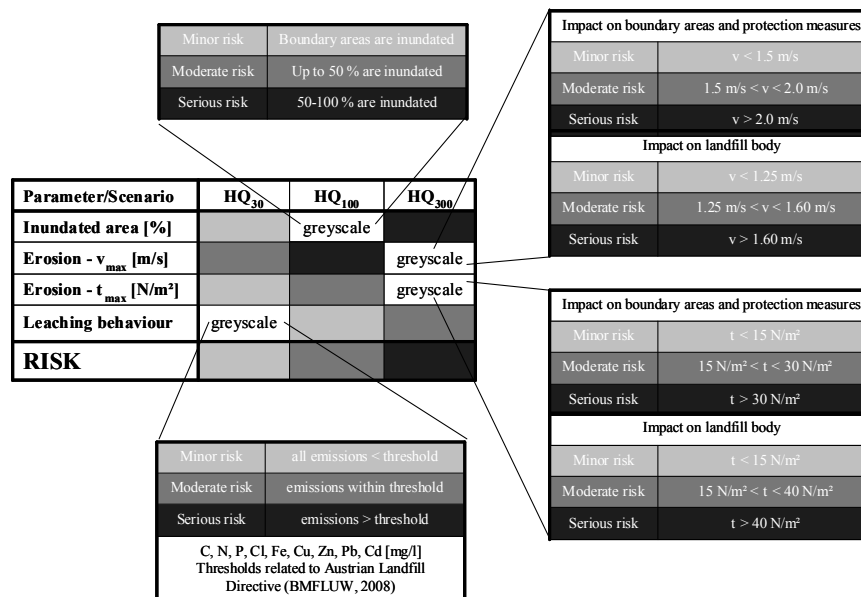 Minor risk Boundary areas are inundated
Moderate risk Up to 50 % are inundated
Serious risk 50-100 % are inundated
Impact on boundary areas and protection measures
Minor risk v < 1.5 m/s
Moderate risk 1.5 m/s < v < 2.0 m/s
Serious risk v > 2.0 m/s
Impact on landfill body
Minor risk v < 1.25 m/s
Moderate risk 1.25 m/s < v < 1.60 m/s
Serious risk v > 1.60 m/s
Parameter/Scenario HQ30 HQ100 HQ300
Inundated area [%] greyscale
Erosion - vmax [m/s] greyscale
Erosion - tmax [N/m²] greyscale
Leaching behaviour greyscale
RISK
Impact on boundary areas and protection measures
Minor risk t < 15 N/m²
Moderate risk 15 N/m² < t < 30 N/m²
Serious risk t > 30 N/m²
Impact on landfill body
Minor risk t < 15 N/m²
Moderate risk 15 N/m² < t < 40 N/m²
Serious risk t > 40 N/m²
Minor risk all emissions < threshold
Moderate risk emissions within threshold
Serious risk emissions > threshold
C, N, P, Cl, Fe, Cu, Zn, Pb, Cd [mg/l]
Thresholds related to Austrian Landfill
Directive (BMFLUW, 2008)